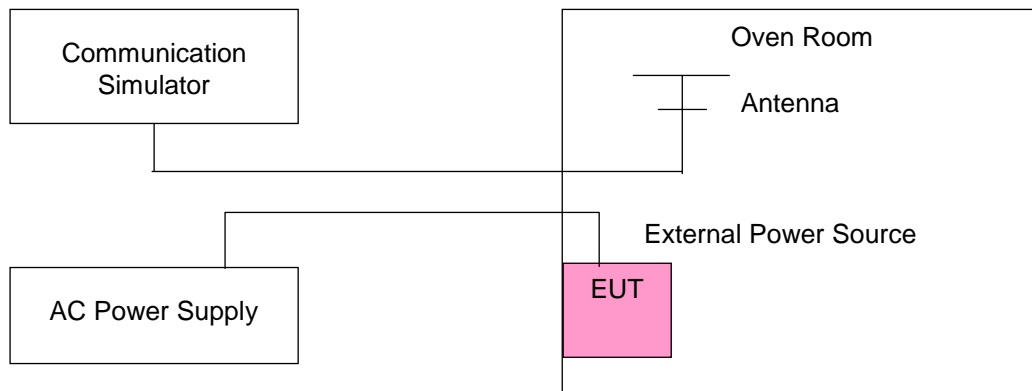 Communication
Simulator
Oven Room
Antenna
External Power Source
AC Power Supply
EUT